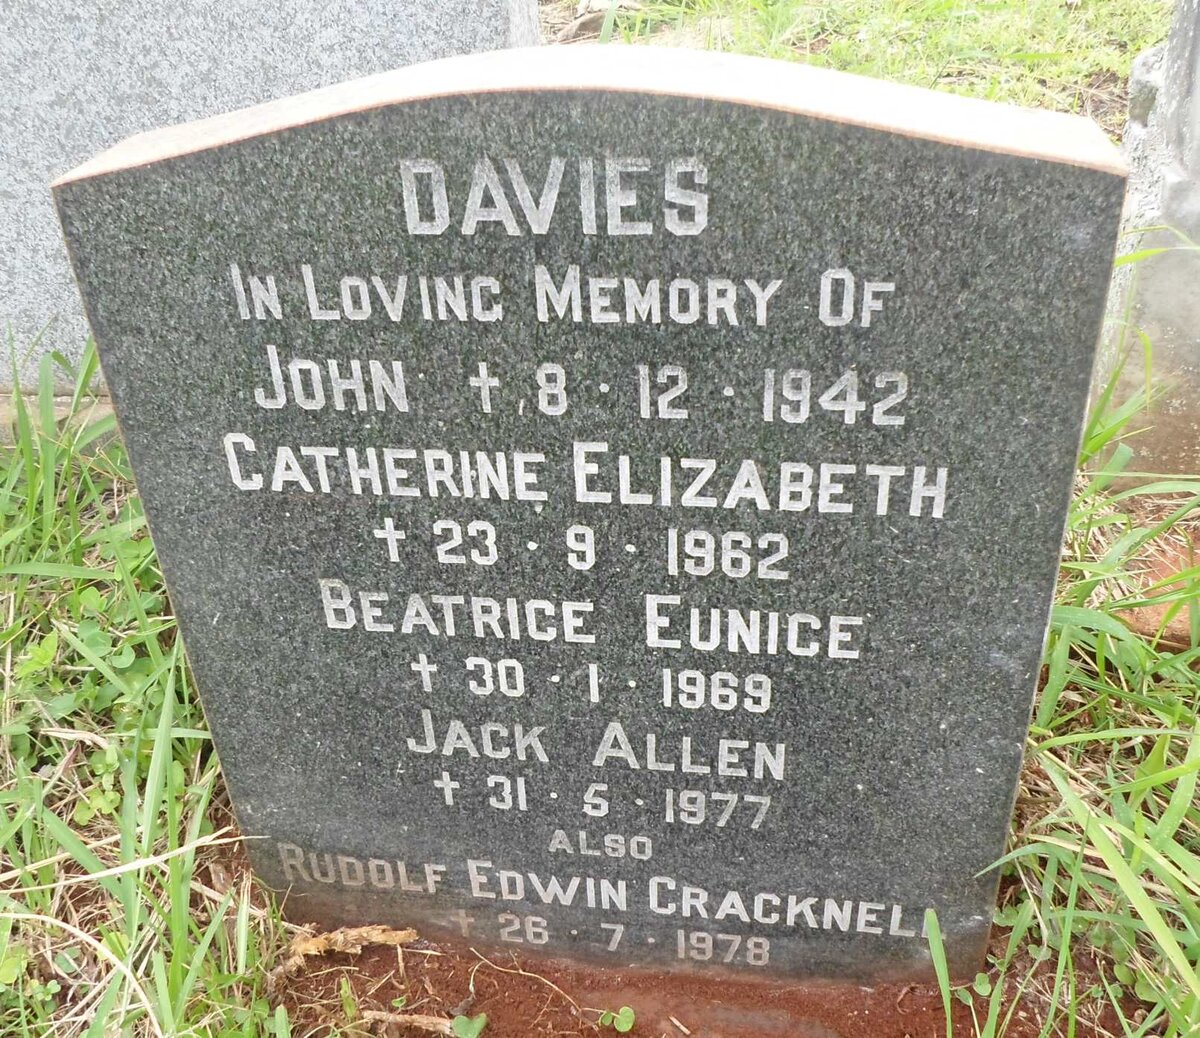 DAVIES
IN LOVING MEMORY OF
JOHN † 8 · 12 · 1942
CATHERINE ELIZABETH
† 23 · 9 · 1962
BEATRICE EUNICE
† 30 · 1 · 1969
JACK ALLEN
† 31 · 5 · 1977
ALSO
RUDOLF EDWIN CRACKNELL
† 26 · 7 · 1978